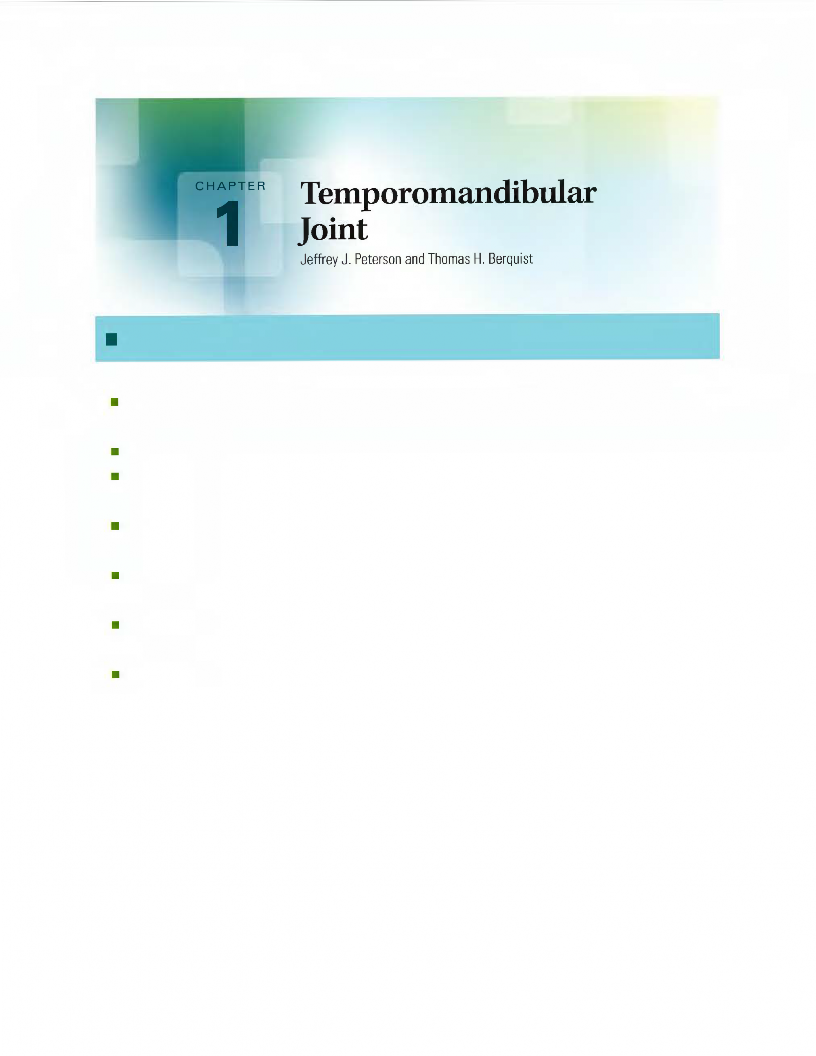 CHAPTER
1
Temporomandibular
Joint
Jeffrey J. Peterson and Thomas H. Berquist